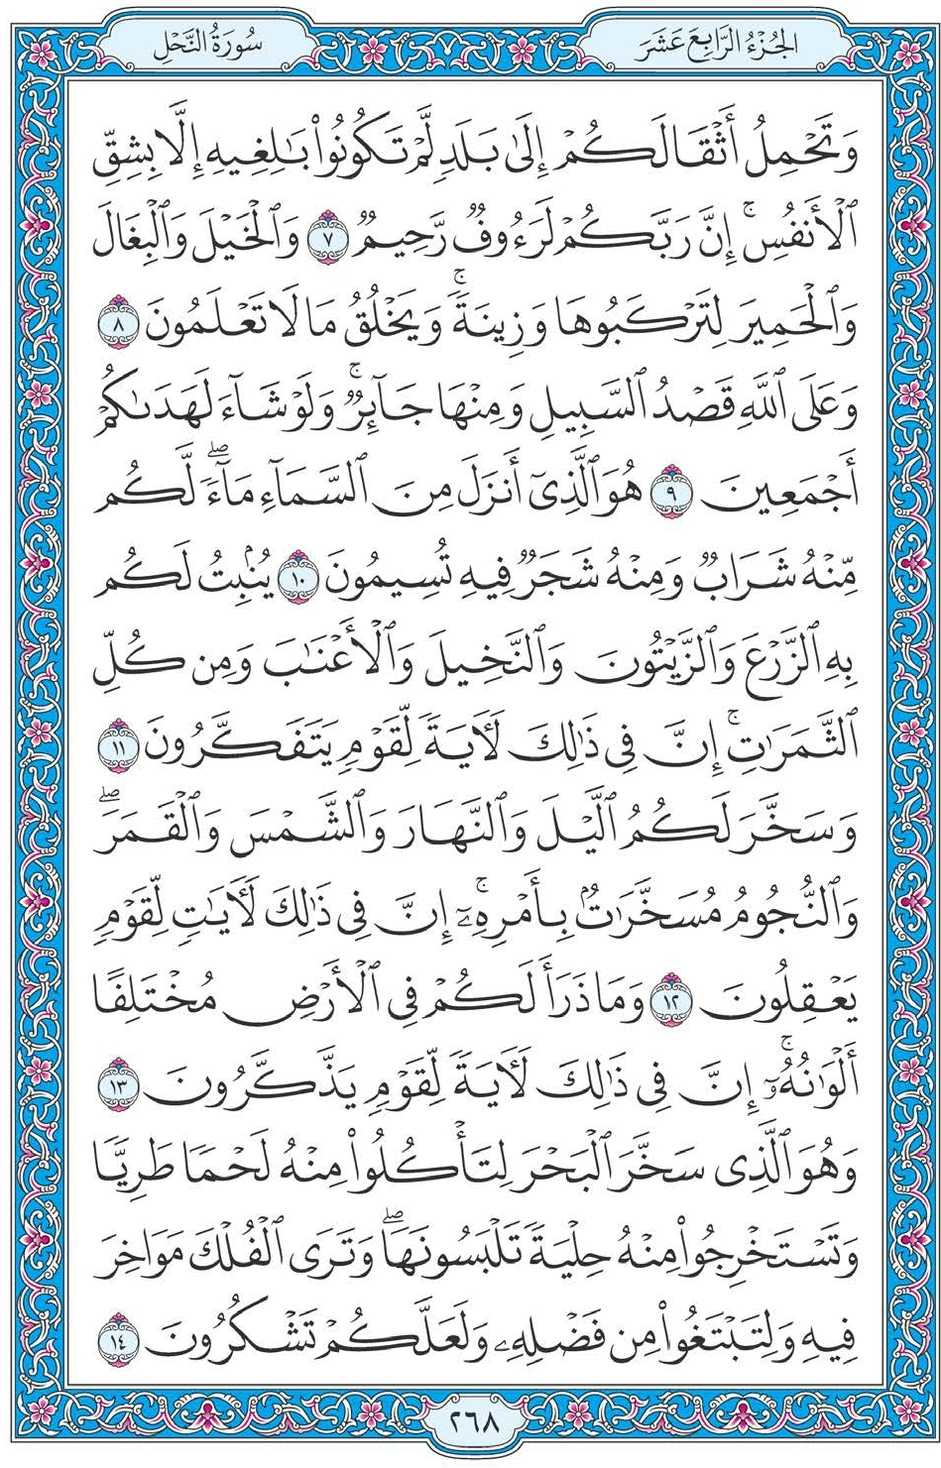 الجُزْءُ الرَّابِعَ عَشَرَ
سُورَةُ النَّحْلِ
وَتَحْمِلُ أَثْقَالَكُمْ إِلَىٰ بَلَدٍ لَّمْ تَكُونُوا۟ بَـٰلِغِيهِ إِلَّا بِشِقِّ
ٱلْأَنفُسِ ۚ إِنَّ رَبَّكُمْ لَرَءُوفٌ رَّحِيمٌ ٧ وَٱلْخَيْلَ وَٱلْبِغَالَ
وَٱلْحَمِيرَ لِتَرْكَبُوهَا وَزِينَةً ۚ وَيَخْلُقُ مَا لَا تَعْلَمُونَ ٨
وَعَلَى ٱللَّهِ قَصْدُ ٱلسَّبِيلِ وَمِنْهَا جَآئِرٌ ۚ وَلَوْ شَآءَ لَهَدَىٰكُمْ
أَجْمَعِينَ ٩ هُوَ ٱلَّذِىٓ أَنزَلَ مِنَ ٱلسَّمَآءِ مَآءً ۖ لَّكُم
مِّنْهُ شَرَابٌ وَمِنْهُ شَجَرٌ فِيهِ تُسِيمُونَ ١٠ يُنۢبِتُ لَكُم
بِهِ ٱلزَّرْعَ وَٱلزَّيْتُونَ وَٱلنَّخِيلَ وَٱلْأَعْنَـٰبَ وَمِن كُلِّ
ٱلثَّمَرَٰتِ ۗ إِنَّ فِى ذَٰلِكَ لَـَٔايَةً لِّقَوْمٍ يَتَفَكَّرُونَ ١١
وَسَخَّرَ لَكُمُ ٱلَّيْلَ وَٱلنَّهَارَ وَٱلشَّمْسَ وَٱلْقَمَرَ ۖ
وَٱلنُّجُومُ مُسَخَّرَٰتٌۢ بِأَمْرِهِۦٓ ۗ إِنَّ فِى ذَٰلِكَ لَـَٔايَـٰتٍ لِّقَوْمٍ
يَعْقِلُونَ ١٢ وَمَا ذَرَأَ لَكُمْ فِى ٱلْأَرْضِ مُخْتَلِفًا
أَلْوَٰنُهُۥٓ ۗ إِنَّ فِى ذَٰلِكَ لَـَٔايَةً لِّقَوْمٍ يَذَّكَّرُونَ ١٣
وَهُوَ ٱلَّذِى سَخَّرَ ٱلْبَحْرَ لِتَأْكُلُوا۟ مِنْهُ لَحْمًا طَرِيًّا
وَتَسْتَخْرِجُوا۟ مِنْهُ حِلْيَةً تَلْبَسُونَهَا ۖ وَتَرَى ٱلْفُلْكَ مَوَاخِرَ
فِيهِ وَلِتَبْتَغُوا۟ مِن فَضْلِهِۦ وَلَعَلَّكُمْ تَشْكُرُونَ ١٤
٢٦٨